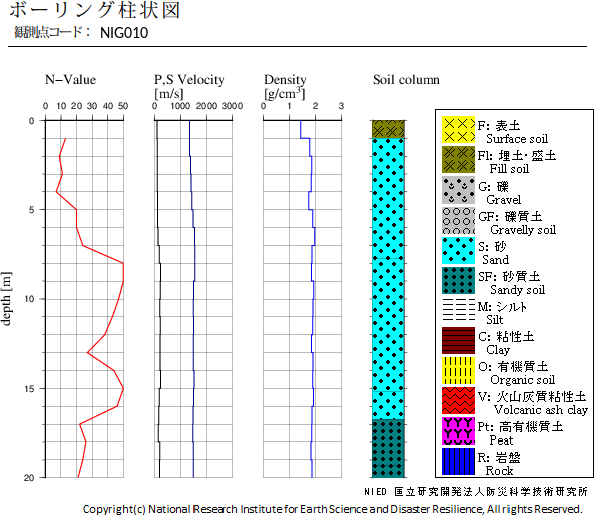 ボーリング柱状図
観測点コード: NIG010
N−Value
P,S Velocity
Density
Soil column
[m/s]
[g/cm3]
0 10 20 30 40 50
0 1000 2000 3000
0 1 2 3
0
5
10
15
20
depth [m]
F: 表土
Surface soil
Fl: 埋土・盛土
Fill soil
G: 礫
Gravel
GF: 礫質土
Gravelly soil
S: 砂
Sand
SF: 砂質土
Sandy soil
M: シルト
Silt
C: 粘性土
Clay
O: 有機質土
Organic soil
V: 火山灰質粘性土
Volcanic ash clay
Pt: 高有機質土
Peat
R: 岩盤
Rock
NIED 国立研究開発法人防災科学技術研究所
Copyright(c) National Research Institute for Earth Science and Disaster Resilience, All rights Reserved.